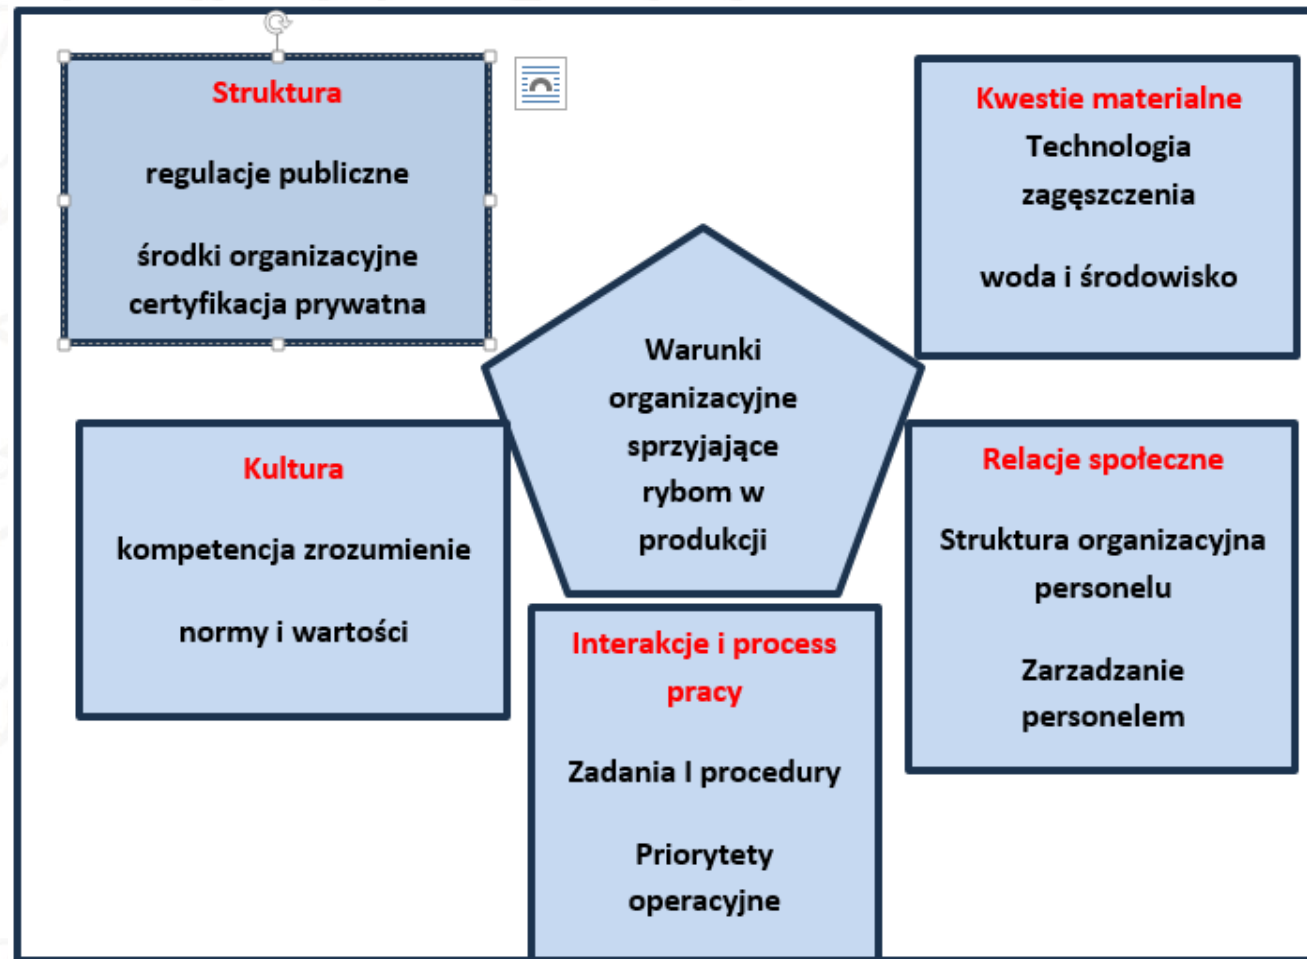 Struktura
regulacje publiczne
środki organizacyjne
certyfikacja prywatna
Kwestie materialne
Technologia
zagęszczenia
woda i środowisko
Warunki
organizacyjne
sprzyjające
rybom w
produkcji
Kultura
kompetencja zrozumienie
normy i wartości
Relacje społeczne
Struktura organizacyjna
personelu
Zarzadzanie
personelem
Interakcje i process
pracy
Zadania I procedury
Priorytety
operacyjne